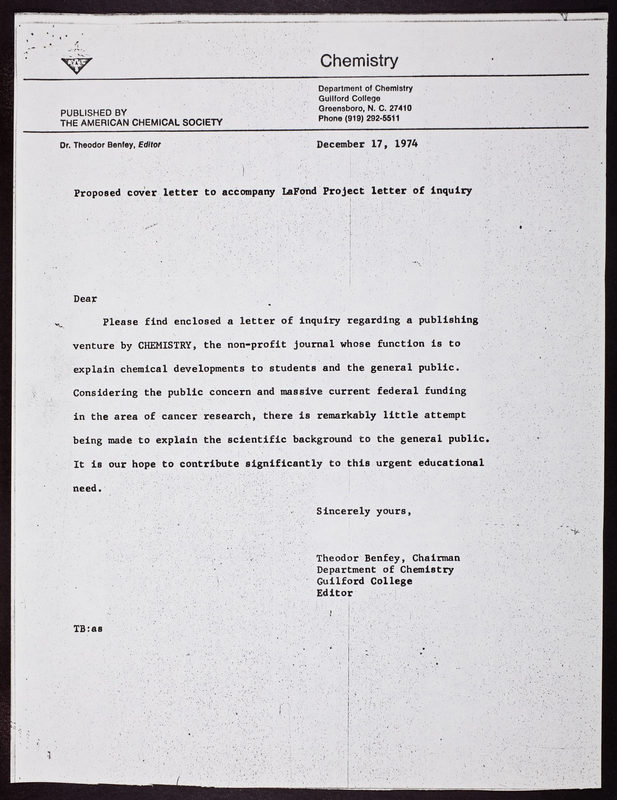 Chemistry
PUBLISHED BY
THE AMERICAN CHEMICAL SOCIETY
Department of Chemistry
Guilford College
Greensboro, N. C. 27410
Phone (919) 292-5511
Dr. Theodor Benfey, Editor
December 17, 1974
Proposed cover letter to accompany LaFond Project letter of inquiry
Dear
Please find enclosed a letter of inquiry regarding a publishing
venture by CHEMISTRY, the non-profit journal whose function is to
explain chemical developments to students and the general public.
Considering the public concern and massive current federal funding
in the area of cancer research, there is remarkably little attempt
being made to explain the scientific background to the general public.
It is our hope to contribute significantly to this urgent educational
need.
Sincerely yours,
Theodor Benfey, Chairman
Department of Chemistry
Guilford College
Editor
TB:as